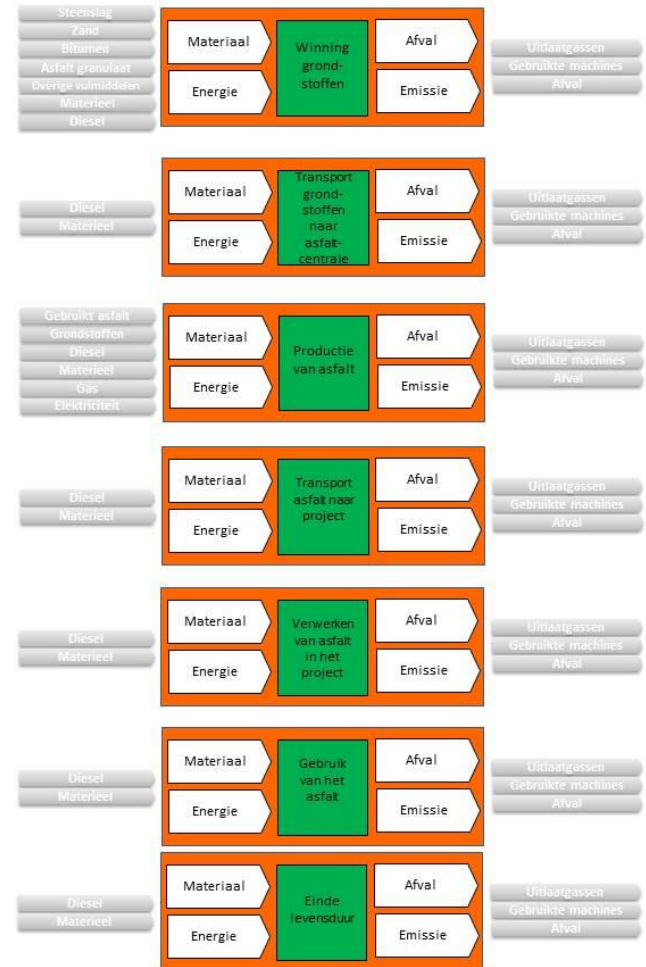 Steenslag
Zand
Bitumen
Asfalt granulaat
Overige vulmiddelen
Materieel
Diesel
Materiaal
Energie
Winning
grond-
stoffen
Afval
Emissie
Uitlaatgassen
Gebruikte machines
Afval
Diesel
Materieel
Materiaal
Energie
Transport
grond-
stoffen
naar
asfalt-
centrale
Afval
Emissie
Uitlaatgassen
Gebruikte machines
Afval
Gebruikt asfalt
Grondstoffen
Diesel
Materieel
Gas
Elektriciteit
Materiaal
Energie
Productie
van asfalt
Afval
Emissie
Uitlaatgassen
Gebruikte machines
Afval
Diesel
Materieel
Materiaal
Energie
Transport
asfalt naar
project
Afval
Emissie
Uitlaatgassen
Gebruikte machines
Afval
Diesel
Materieel
Materiaal
Energie
Verwerken
van asfalt
in het
project
Afval
Emissie
Uitlaatgassen
Gebruikte machines
Afval
Diesel
Materieel
Materiaal
Energie
Gebruik
van het
asfalt
Afval
Emissie
Uitlaatgassen
Gebruikte machines
Afval
Diesel
Materieel
Materiaal
Energie
Einde
levensduur
Afval
Emissie
Uitlaatgassen
Gebruikte machines
Afval